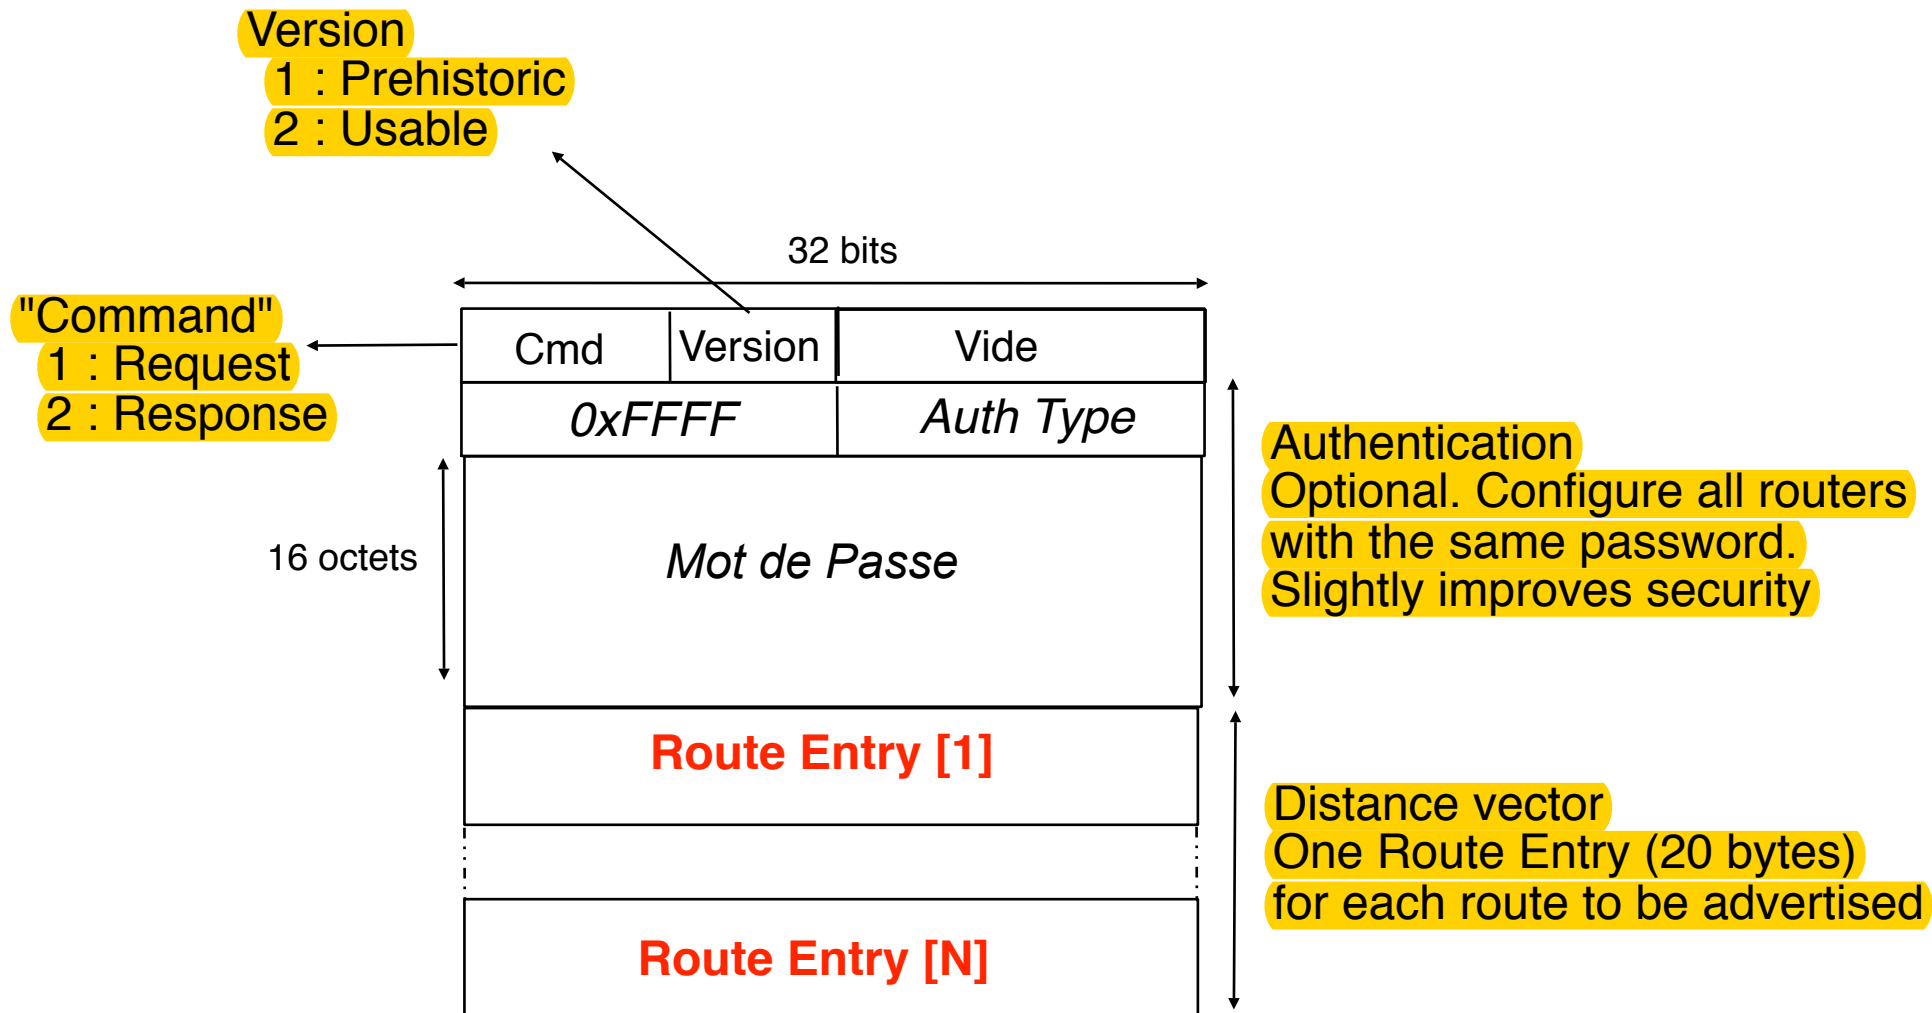 Version
1 : Prehistoric
2 : Usable
32 bits
"Command"
1 : Request
2 : Response
Cmd
Version
Vide
0xFFFF
Auth Type
16 octets
Mot de Passe
Authentication
Optional. Configure all routers
with the same password.
Slightly improves security
Route Entry [1]
Distance vector
One Route Entry (20 bytes)
for each route to be advertised
Route Entry [N]